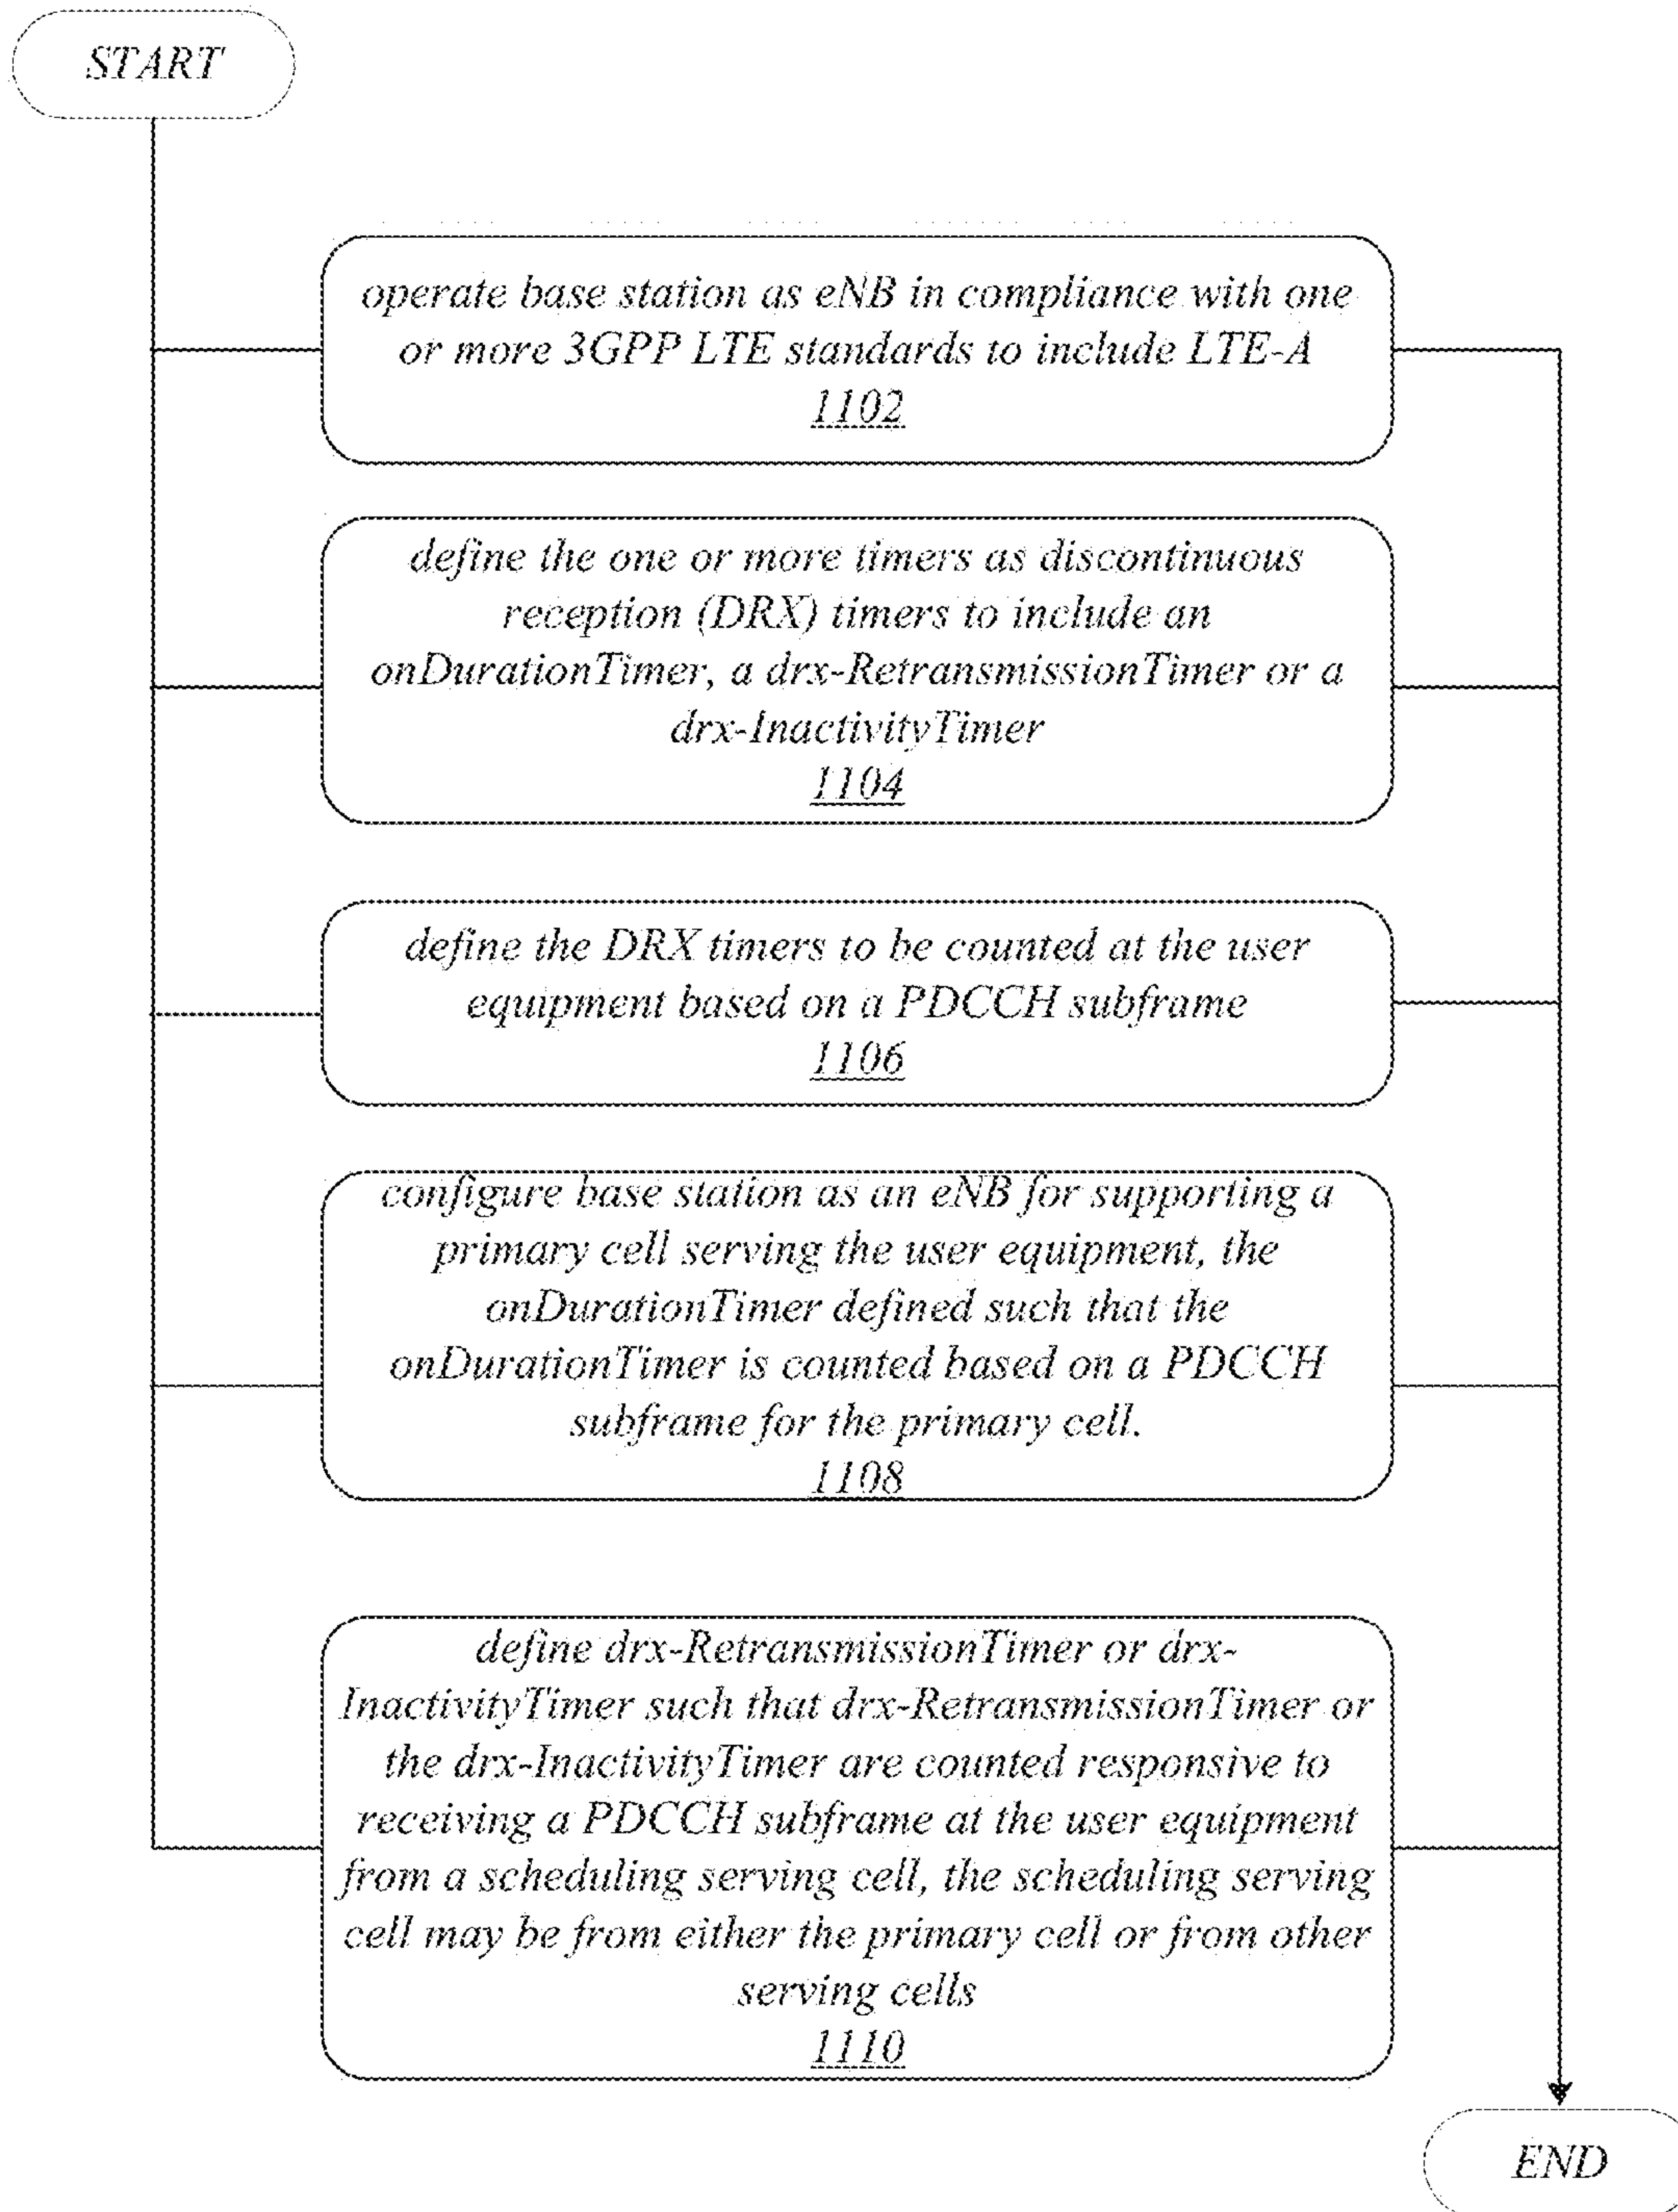 START
operate base station as eNB in compliance with one
or more 3GPP LTE standards to include LTE-A
1102
define the one or more timers as discontinuous
reception (DRX) timers to include an
onDurationTimer, a drx-RetransmissionTimer or a
drx-InactivityTimer
1104
define the DRX timers to be counted at the user
equipment based on a PDCCH subframe
1106
configure base station as an eNB for supporting a
primary cell serving the user equipment, the
onDurationTimer defined such that the
onDurationTimer is counted based on a PDCCH
subframe for the primary cell.
1108
define drx-RetransmissionTimer or drx-
InactivityTimer such that drx-RetransmissionTimer or
the drx-InactivityTimer are counted responsive to
receiving a PDCCH subframe at the user equipment
from a scheduling serving cell, the scheduling serving
cell may be from either the primary cell or from other
serving cells
1110
END